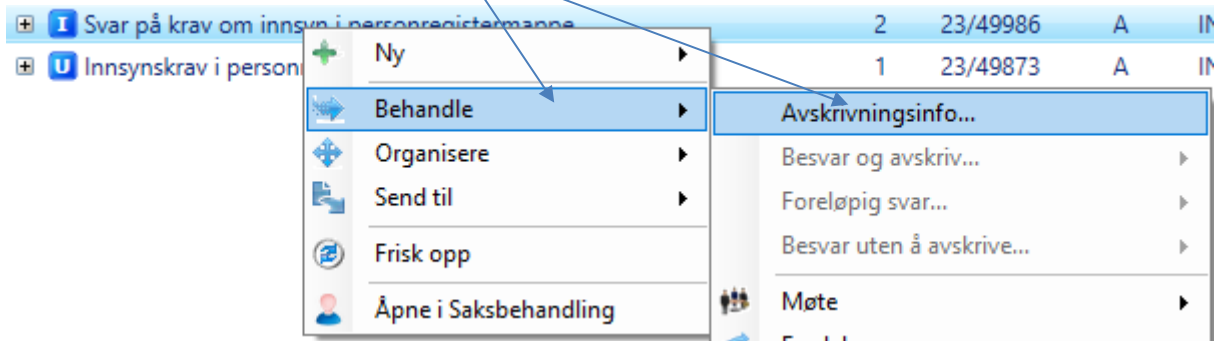 I Svar på krav om innsyn i personregistermappe 2 23/49986 A
U Innsynskrav i 1 23/49873 A
Ny
Behandle
Organisere
Send til
Frisk opp
Åpne i Saksbehandling
Avskrivningsinfo...
Besvar og avskriv...
Foreløpig svar...
Besvar uten å avskrive...
Møte